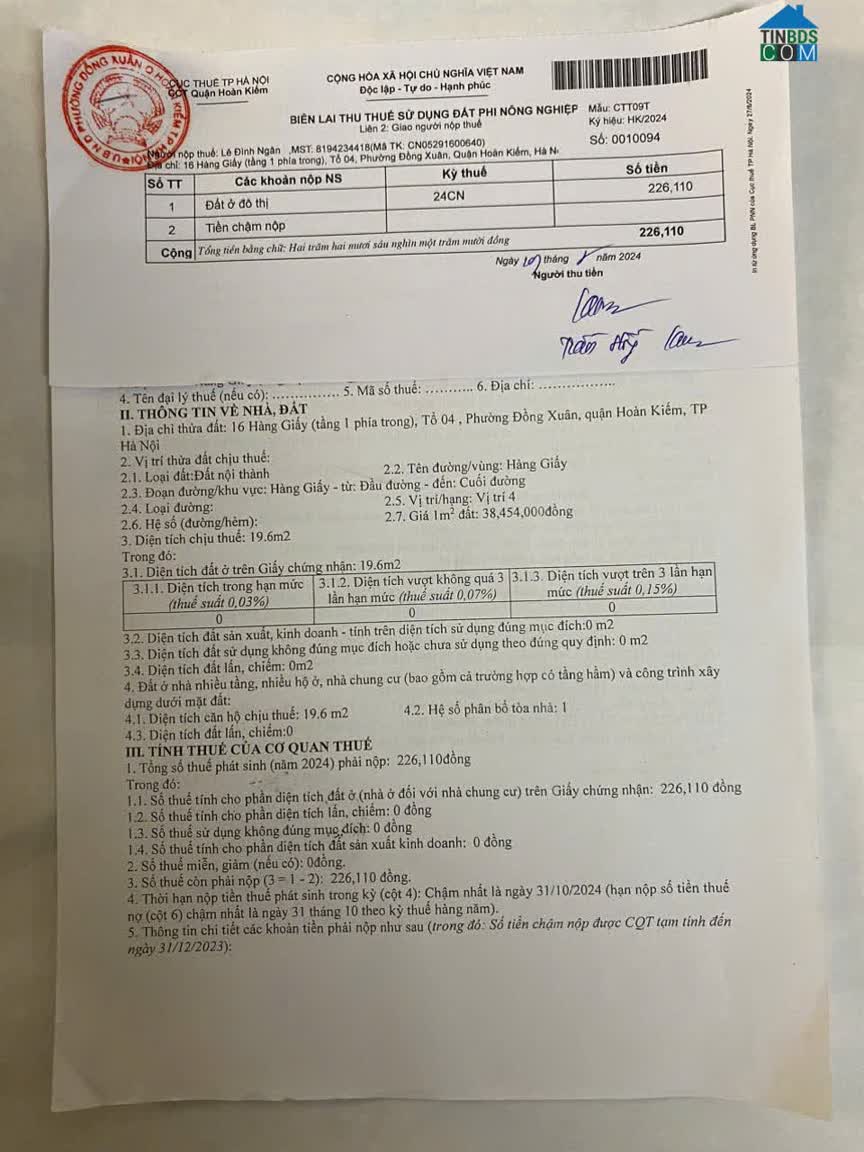 TINBDS
COM
CỤC THUẾ TP HÀ NỘI
CCT Quận Hoàn Kiếm
CỘNG HÒA XÃ HỘI CHỦ NGHĨA VIỆT NAM
Độc lập - Tự do - Hạnh phúc
BIÊN LAI THU THUẾ SỬ DỤNG ĐẤT PHI NÔNG NGHIỆP
Liên 2: Giao người nộp thuế
Mẫu: CTT09T
Ký hiệu: HK/2024
Số: 0010094
Người nộp thuế: Lê Đình Ngân ,MST: 8194234418(Mã TK: CN05291600640)
Địa chỉ: 16 Hàng Giấy (tầng 1 phía trong), Tổ 04, Phường Đồng Xuân, Quận Hoàn Kiếm, Hà N
Số TT Các khoản nộp NS Kỳ thuế Số tiền
1 Đất ở đô thị 24CN 226,110
2 Tiền chậm nộp
Cộng 226,110
Tổng tiền bằng chữ: Hai trăm hai mươi sáu nghìn một trăm mười đồng
Ngày tháng năm 2024
Người thu tiền
4. Tên đại lý thuế (nếu có): ................ 5. Mã số thuế: ........... 6. Địa chỉ: .................
II. THÔNG TIN VỀ NHÀ, ĐẤT
1. Địa chỉ thửa đất: 16 Hàng Giấy (tầng 1 phía trong), Tổ 04 , Phường Đồng Xuân, quận Hoàn Kiếm, TP
Hà Nội
2. Vị trí thửa đất chịu thuế:
2.1. Loại đất:Đất nội thành 2.2. Tên đường/vùng: Hàng Giấy
2.3. Đoạn đường/khu vực: Hàng Giấy - từ: Đầu đường - đến: Cuối đường
2.4. Loại đường: 2.5. Vị trí/hạng: Vị trí 4
2.6. Hệ số (đường/hẻm): 2.7. Giá 1m² đất: 38,454,000đồng
3. Diện tích chịu thuế: 19.6m2
Trong đó:
3.1. Diện tích đất ở trên Giấy chứng nhận: 19.6m2
3.1.1. Diện tích trong hạn mức (thuế suất 0,03%) 3.1.2. Diện tích vượt không quá 3 lần hạn mức (thuế suất 0,07%) 3.1.3. Diện tích vượt trên 3 lần hạn mức (thuế suất 0,15%)
0 0 0
3.2. Diện tích đất sản xuất, kinh doanh - tính trên diện tích sử dụng đúng mục đích:0 m2
3.3. Diện tích đất sử dụng không đúng mục đích hoặc chưa sử dụng theo đúng quy định: 0 m2
3.4. Diện tích đất lấn, chiếm: 0m2
4. Đất ở nhà nhiều tầng, nhiều hộ ở, nhà chung cư (bao gồm cả trường hợp có tầng hầm) và công trình xây
dựng dưới mặt đất:
4.1. Diện tích căn hộ chịu thuế: 19.6 m2 4.2. Hệ số phân bổ tòa nhà: 1
4.3. Diện tích đất lấn, chiếm:0
III. TÍNH THUẾ CỦA CƠ QUAN THUẾ
1. Tổng số thuế phát sinh (năm 2024) phải nộp: 226,110đồng
Trong đó:
1.1. Số thuế tính cho phần diện tích đất ở (nhà ở đối với nhà chung cư) trên Giấy chứng nhận: 226,110 đồng
1.2. Số thuế tính cho phần diện tích lấn, chiếm: 0 đồng
1.3. Số thuế sử dụng không đúng mục đích: 0 đồng
1.4. Số thuế tính cho phần diện tích đất sản xuất kinh doanh: 0 đồng
2. Số thuế miễn, giảm (nếu có): 0đồng.
3. Số thuế còn phải nộp (3 = 1 - 2): 226,110 đồng.
4. Thời hạn nộp tiền thuế phát sinh trong kỳ (cột 4): Chậm nhất là ngày 31/10/2024 (hạn nộp số tiền thuế
nợ (cột 6) chậm nhất là ngày 31 tháng 10 theo kỳ thuế hàng năm).
5. Thông tin chi tiết các khoản tiền phải nộp như sau (trong đó: Số tiền chậm nộp được CQT tạm tính đến
ngày 31/12/2023):